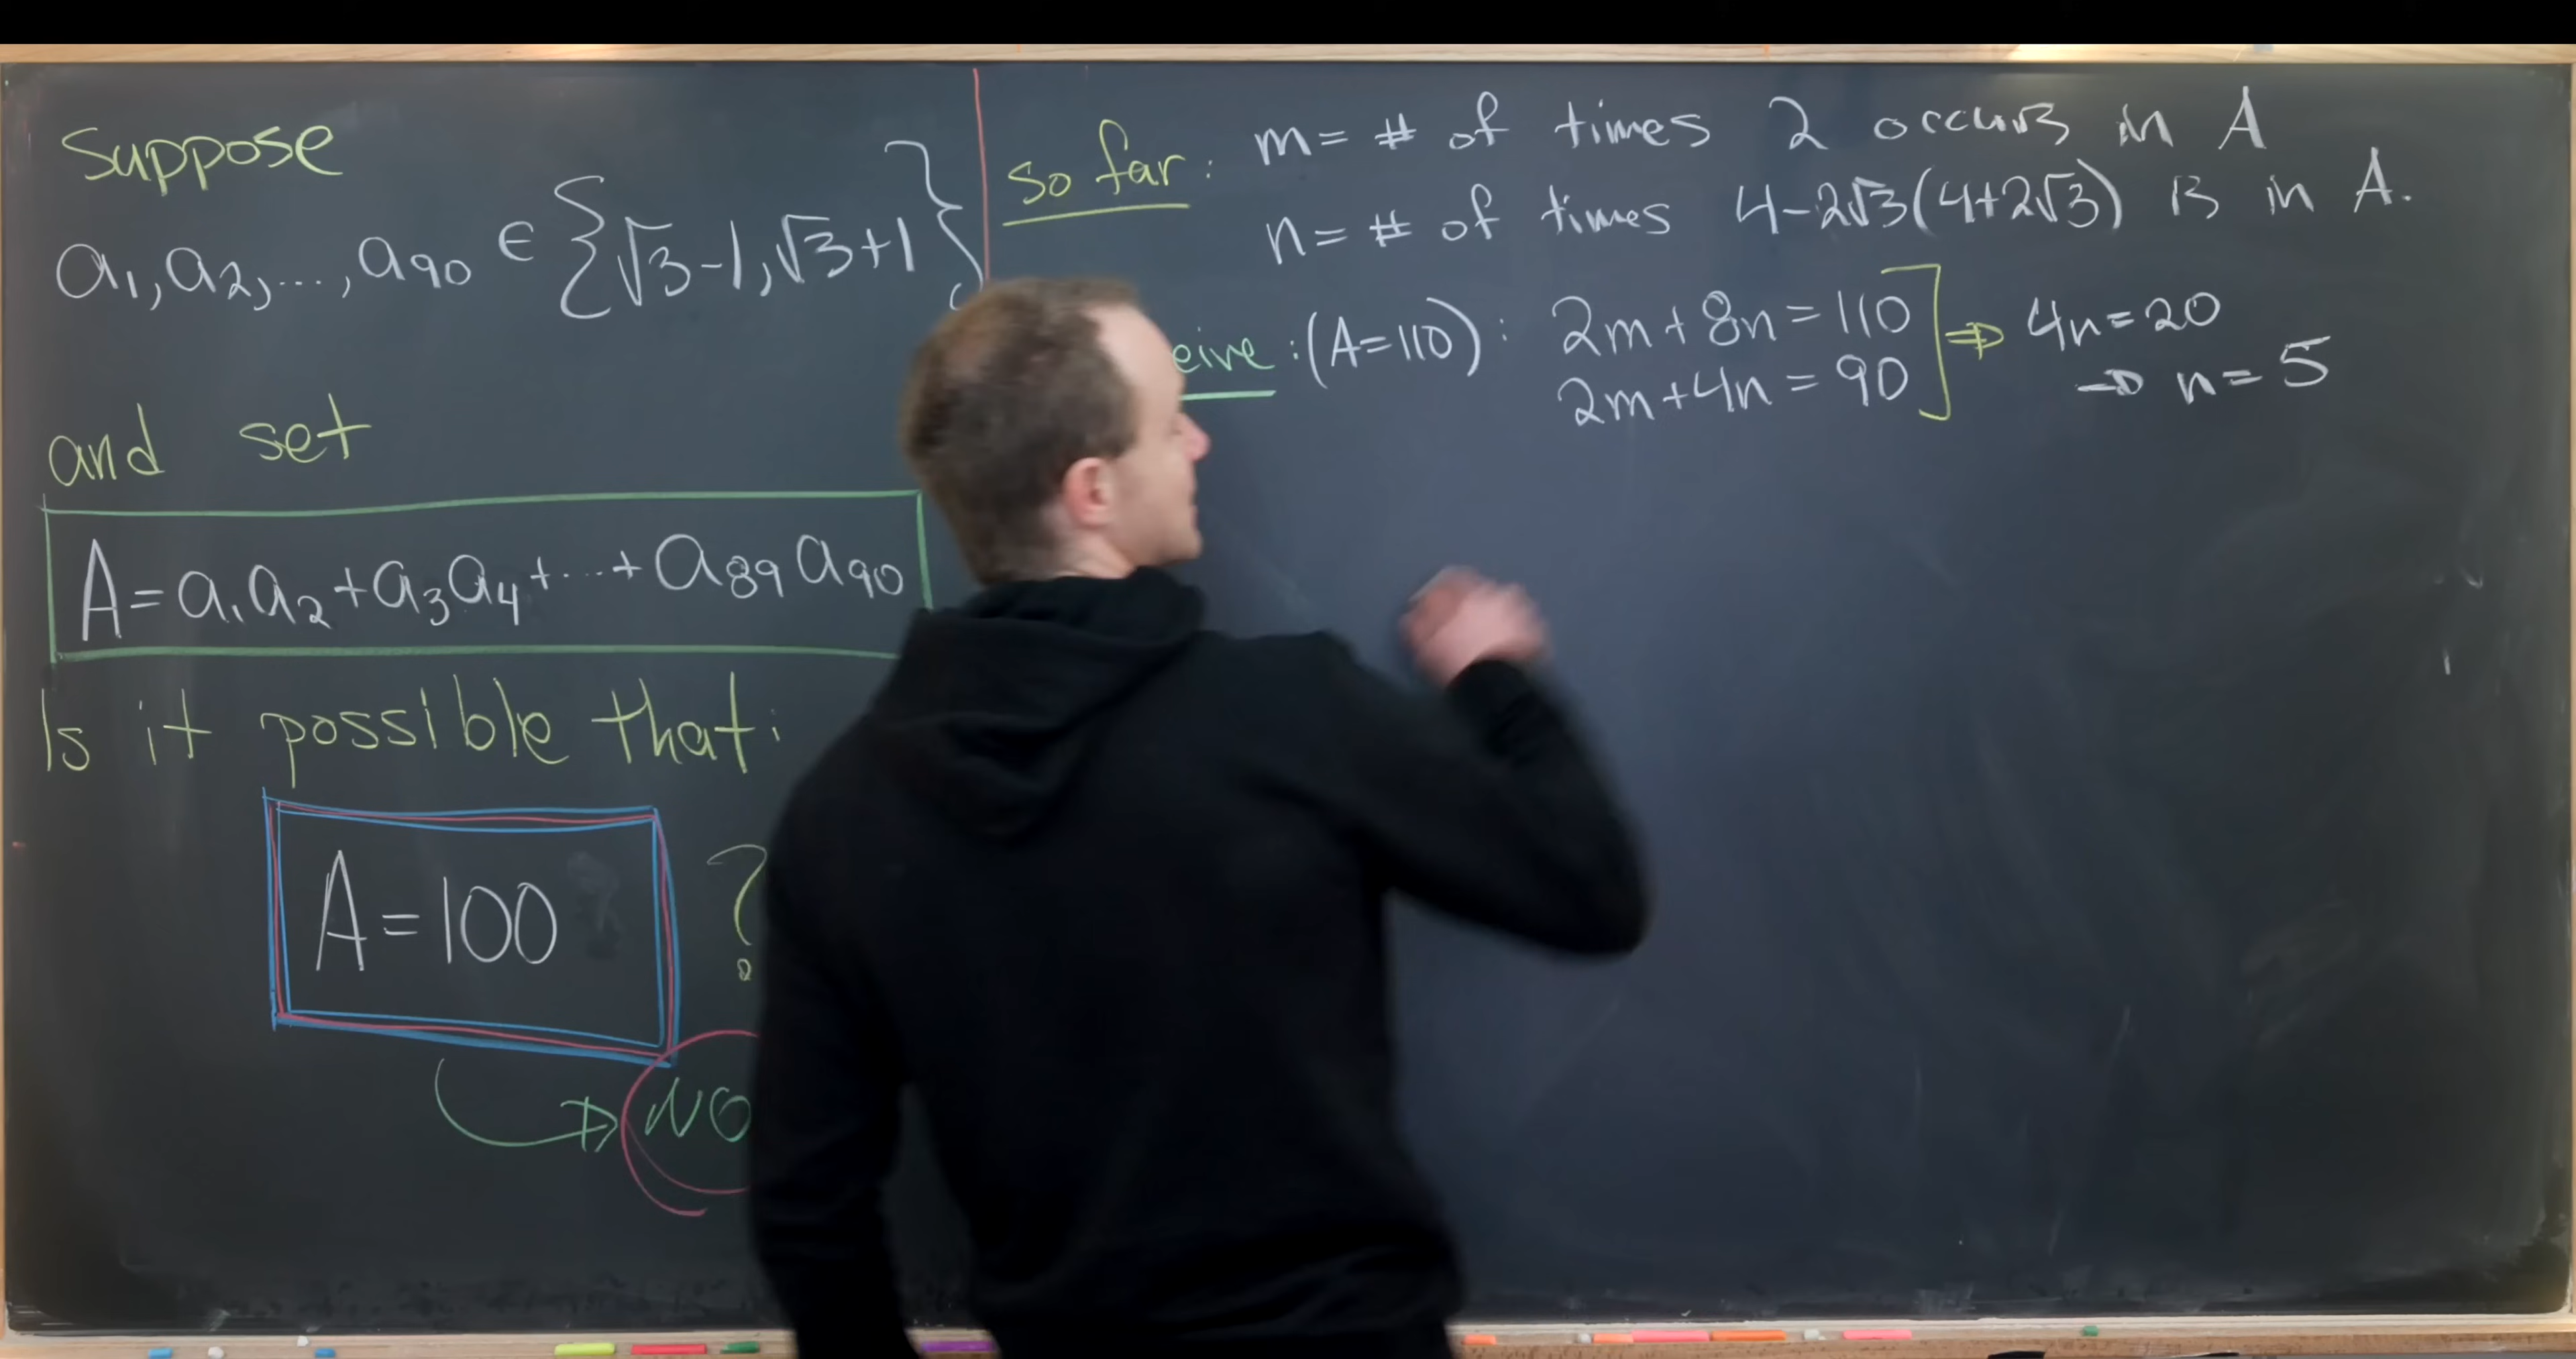 Suppose
a₁, a₂, ..., a₉₀ ∈ {√3-1, √3+1}
and set
A = a₁a₂ + a₃a₄ + ... + a₈₉a₉₀
Is it possible that:
A = 100 ?
NO
so far: m = # of times 2 occurs in A
n = # of times 4-2√3 (4+2√3) is in A.
eive: (A=110): 2m + 8n = 110 ⇒ 4n = 20
2m + 4n = 90 ⇒ n = 5